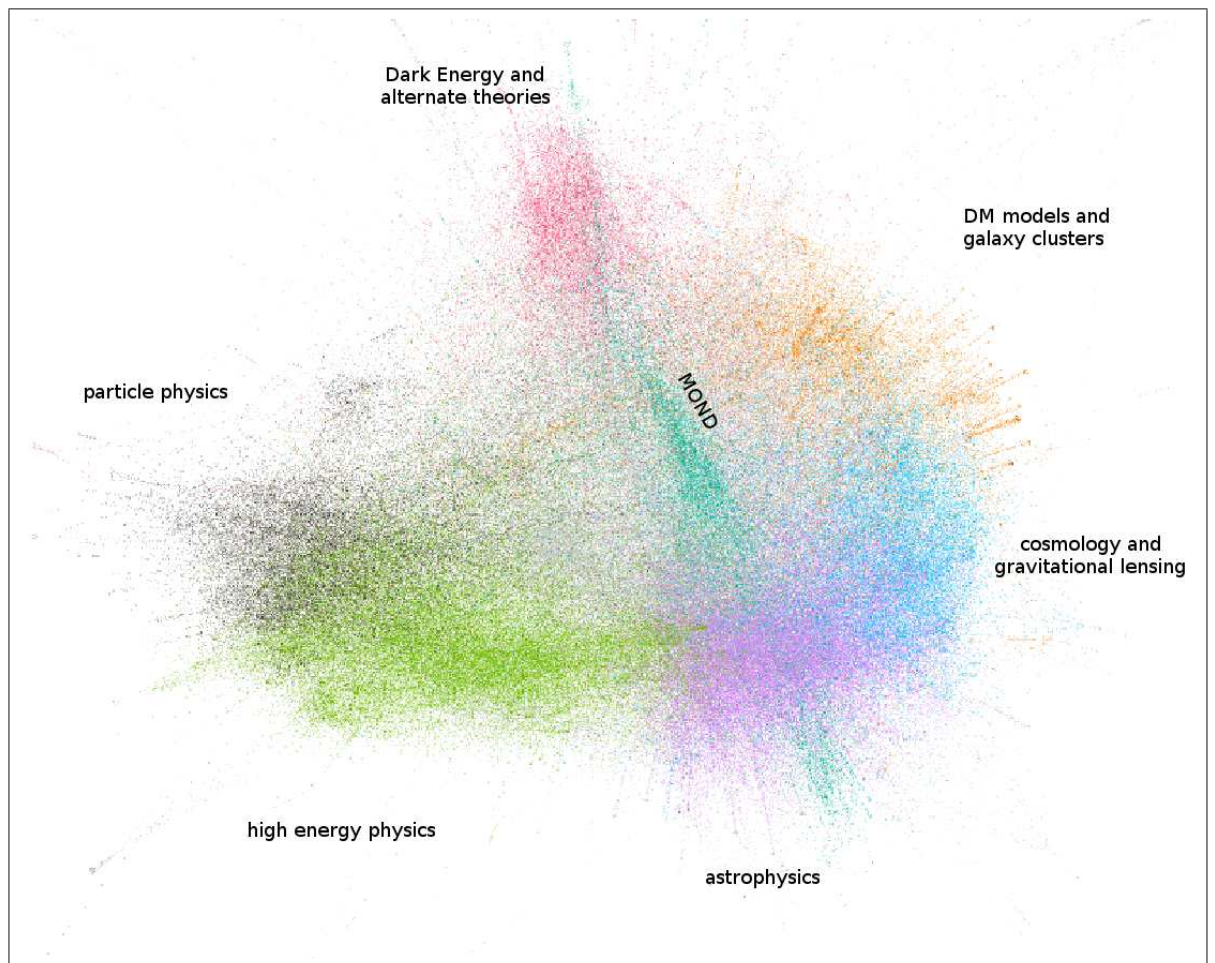 Dark Energy and
alternate theories
DM models and
galaxy clusters
MOND
particle physics
cosmology and
gravitational lensing
high energy physics
astrophysics